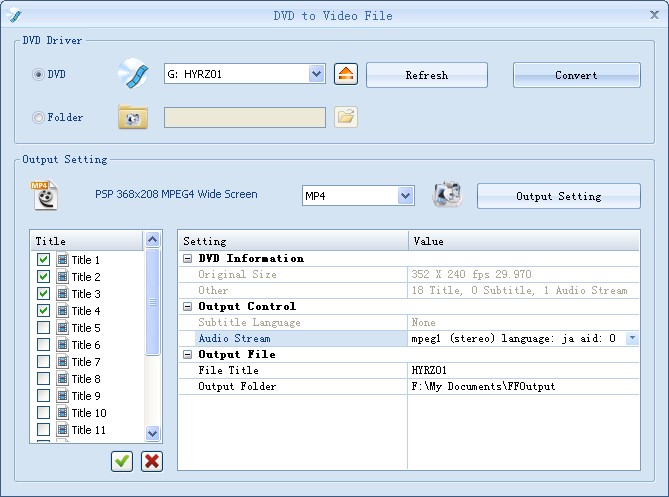 DVD to Video File
DVD Driver
DVD
G: HYRZ01
Refresh
Convert
Folder
Output Setting
MP4
PSP 368x208 MPEG4 Wide Screen
MP4
Output Setting
Title
Title 1
Title 2
Title 3
Title 4
Title 5
Title 6
Title 7
Title 8
Title 9
Title 10
Title 11
Setting Value
DVD Information
Original Size 352 X 240 fps 29.970
Other 18 Title, 0 Subtitle, 1 Audio Stream
Output Control
Subtitle Language None
Audio Stream mpeg1 (stereo) language: ja aid: 0
Output File
File Title HYRZ01
Output Folder F:\My Documents\FFOutput